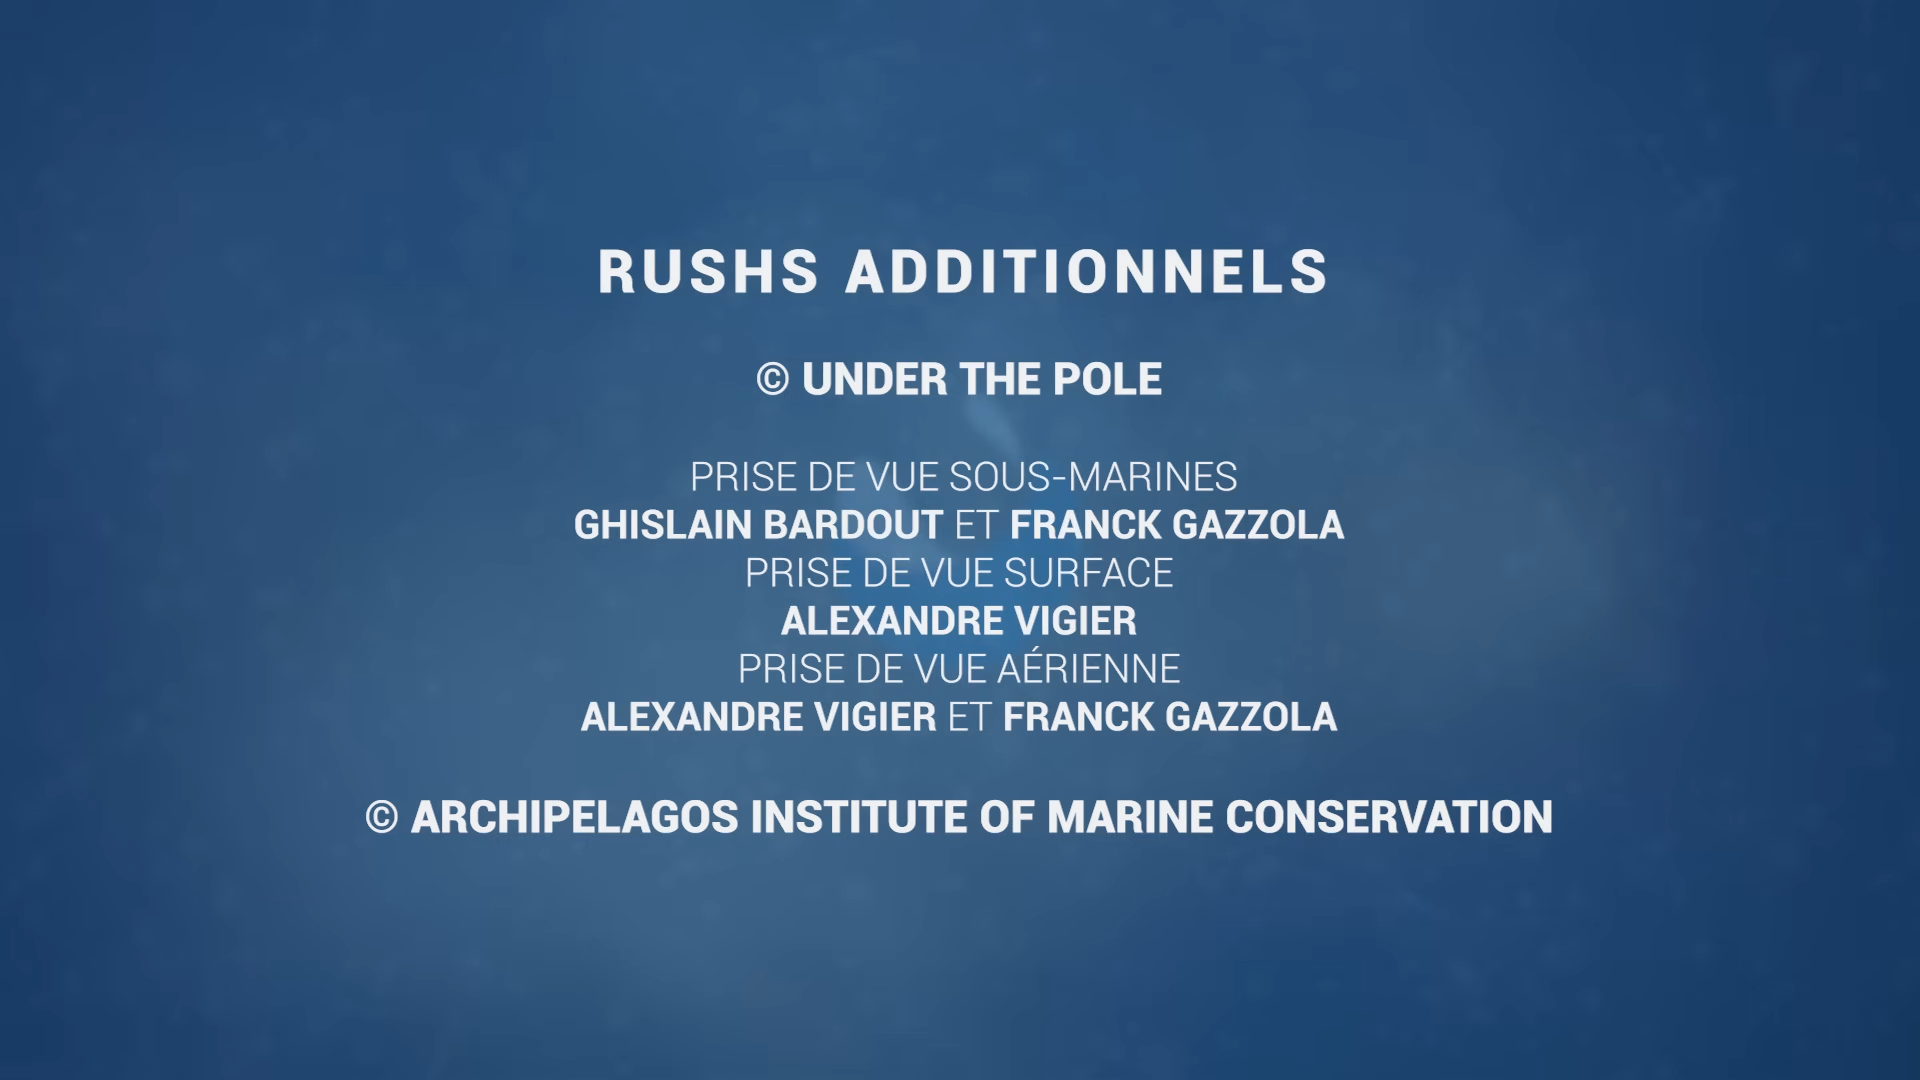 RUSHS ADDITIONNELS
© UNDER THE POLE
PRISE DE VUE SOUS-MARINES
GHISLAIN BARDOUT ET FRANCK GAZZOLA
PRISE DE VUE SURFACE
ALEXANDRE VIGIER
PRISE DE VUE AÉRIENNE
ALEXANDRE VIGIER ET FRANCK GAZZOLA
© ARCHIPELAGOS INSTITUTE OF MARINE CONSERVATION